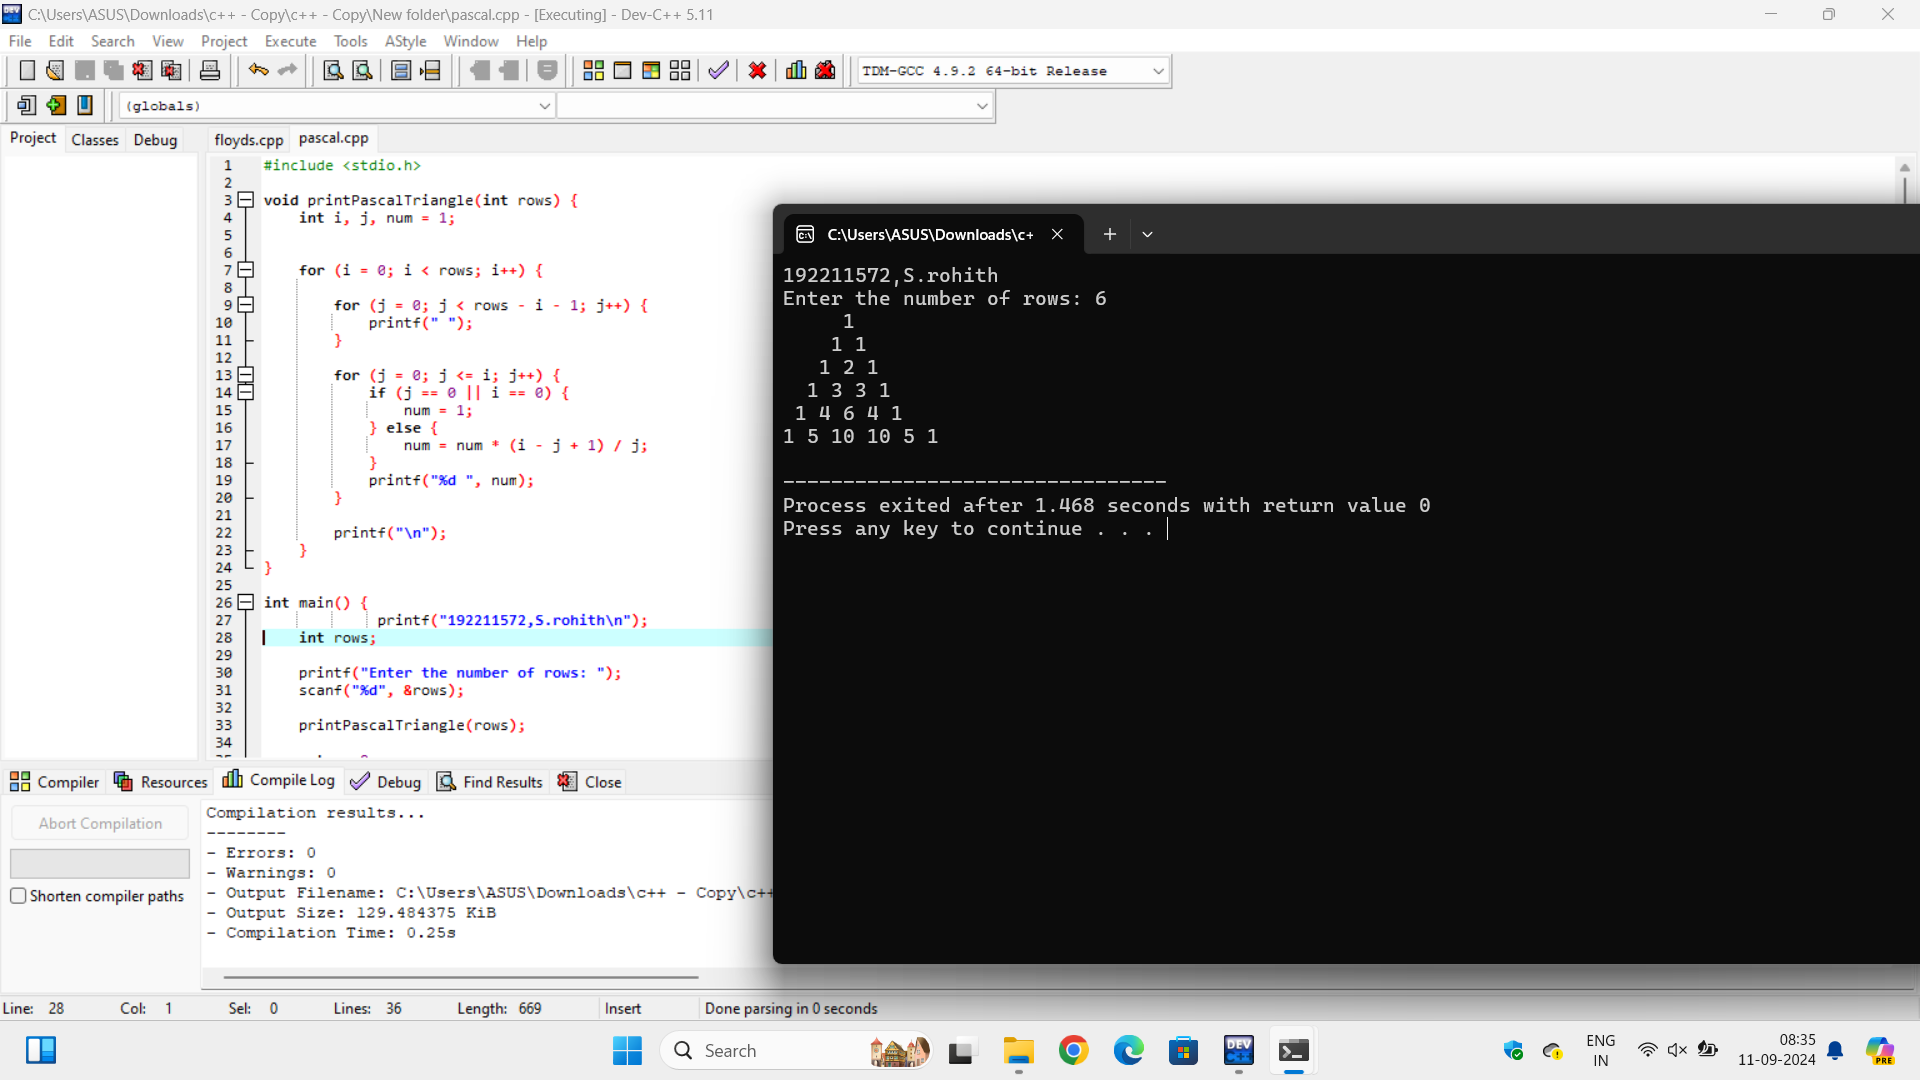 C:\Users\ASUS\Downloads\c++ - Copy\c++ - Copy\New folder\pascal.cpp - [Executing] - Dev-C++ 5.11
File Edit Search View Project Execute Tools AStyle Window Help
TDM-GCC 4.9.2 64-bit Release
(globals)
Project Classes Debug floyds.cpp pascal.cpp
1 #include <stdio.h>
2
3 void printPascalTriangle(int rows) {
4 int i, j, num = 1;
5
6
7 for (i = 0; i < rows; i++) {
8
9 for (j = 0; j < rows - i - 1; j++) {
10 printf(" ");
11 }
12
13 for (j = 0; j <= i; j++) {
14 if (j == 0 || i == 0) {
15 num = 1;
16 } else {
17 num = num * (i - j + 1) / j;
18 }
19 printf("%d ", num);
20 }
21
22 printf("\n");
23 }
24 }
25
26 int main() {
27 printf("192211572,S.rohith\n");
28 int rows;
29
30 printf("Enter the number of rows: ");
31 scanf("%d", &rows);
32
33 printPascalTriangle(rows);
34
C:\Users\ASUS\Downloads\c+
192211572,S.rohith
Enter the number of rows: 6
1
1 1
1 2 1
1 3 3 1
1 4 6 4 1
1 5 10 10 5 1
--------------------------------
Process exited after 1.468 seconds with return value 0
Press any key to continue . . .
Compiler Resources Compile Log Debug Find Results Close
Abort Compilation
Shorten compiler paths
Compilation results...
--------
- Errors: 0
- Warnings: 0
- Output Filename: C:\Users\ASUS\Downloads\c++ - Copy\c++
- Output Size: 129.484375 KiB
- Compilation Time: 0.25s
Line: 28 Col: 1 Sel: 0 Lines: 36 Length: 669 Insert Done parsing in 0 seconds
Search
DEV
C++
ENG
IN
08:35
11-09-2024
PRE